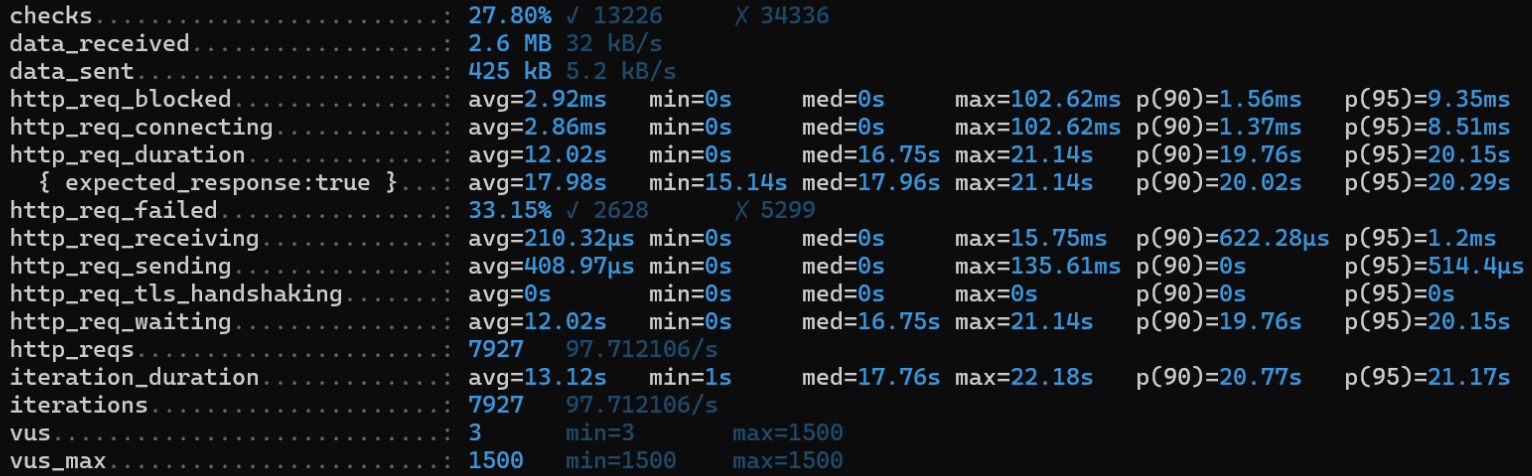 checks.........................: 27.80% ✓ 13226 ✗ 34336
data_received..................: 2.6 MB 32 kB/s
data_sent......................: 425 kB 5.2 kB/s
http_req_blocked...............: avg=2.92ms min=0s med=0s max=102.62ms p(90)=1.56ms p(95)=9.35ms
http_req_connecting............: avg=2.86ms min=0s med=0s max=102.62ms p(90)=1.37ms p(95)=8.51ms
http_req_duration..............: avg=12.02s min=0s med=16.75s max=21.14s p(90)=19.76s p(95)=20.15s
{ expected_response:true }...: avg=17.98s min=15.14s med=17.96s max=21.14s p(90)=20.02s p(95)=20.29s
http_req_failed................: 33.15% ✓ 2628 ✗ 5299
http_req_receiving.............: avg=210.32µs min=0s med=0s max=15.75ms p(90)=622.28µs p(95)=1.2ms
http_req_sending...............: avg=408.97µs min=0s med=0s max=135.61ms p(90)=0s p(95)=514.4µs
http_req_tls_handshaking.......: avg=0s min=0s med=0s max=0s p(90)=0s p(95)=0s
http_req_waiting...............: avg=12.02s min=0s med=16.75s max=21.14s p(90)=19.76s p(95)=20.15s
http_reqs......................: 7927 97.712106/s
iteration_duration.............: avg=13.12s min=1s med=17.76s max=22.18s p(90)=20.77s p(95)=21.17s
iterations.....................: 7927 97.712106/s
vus............................: 3 min=3 max=1500
vus_max........................: 1500 min=1500 max=1500